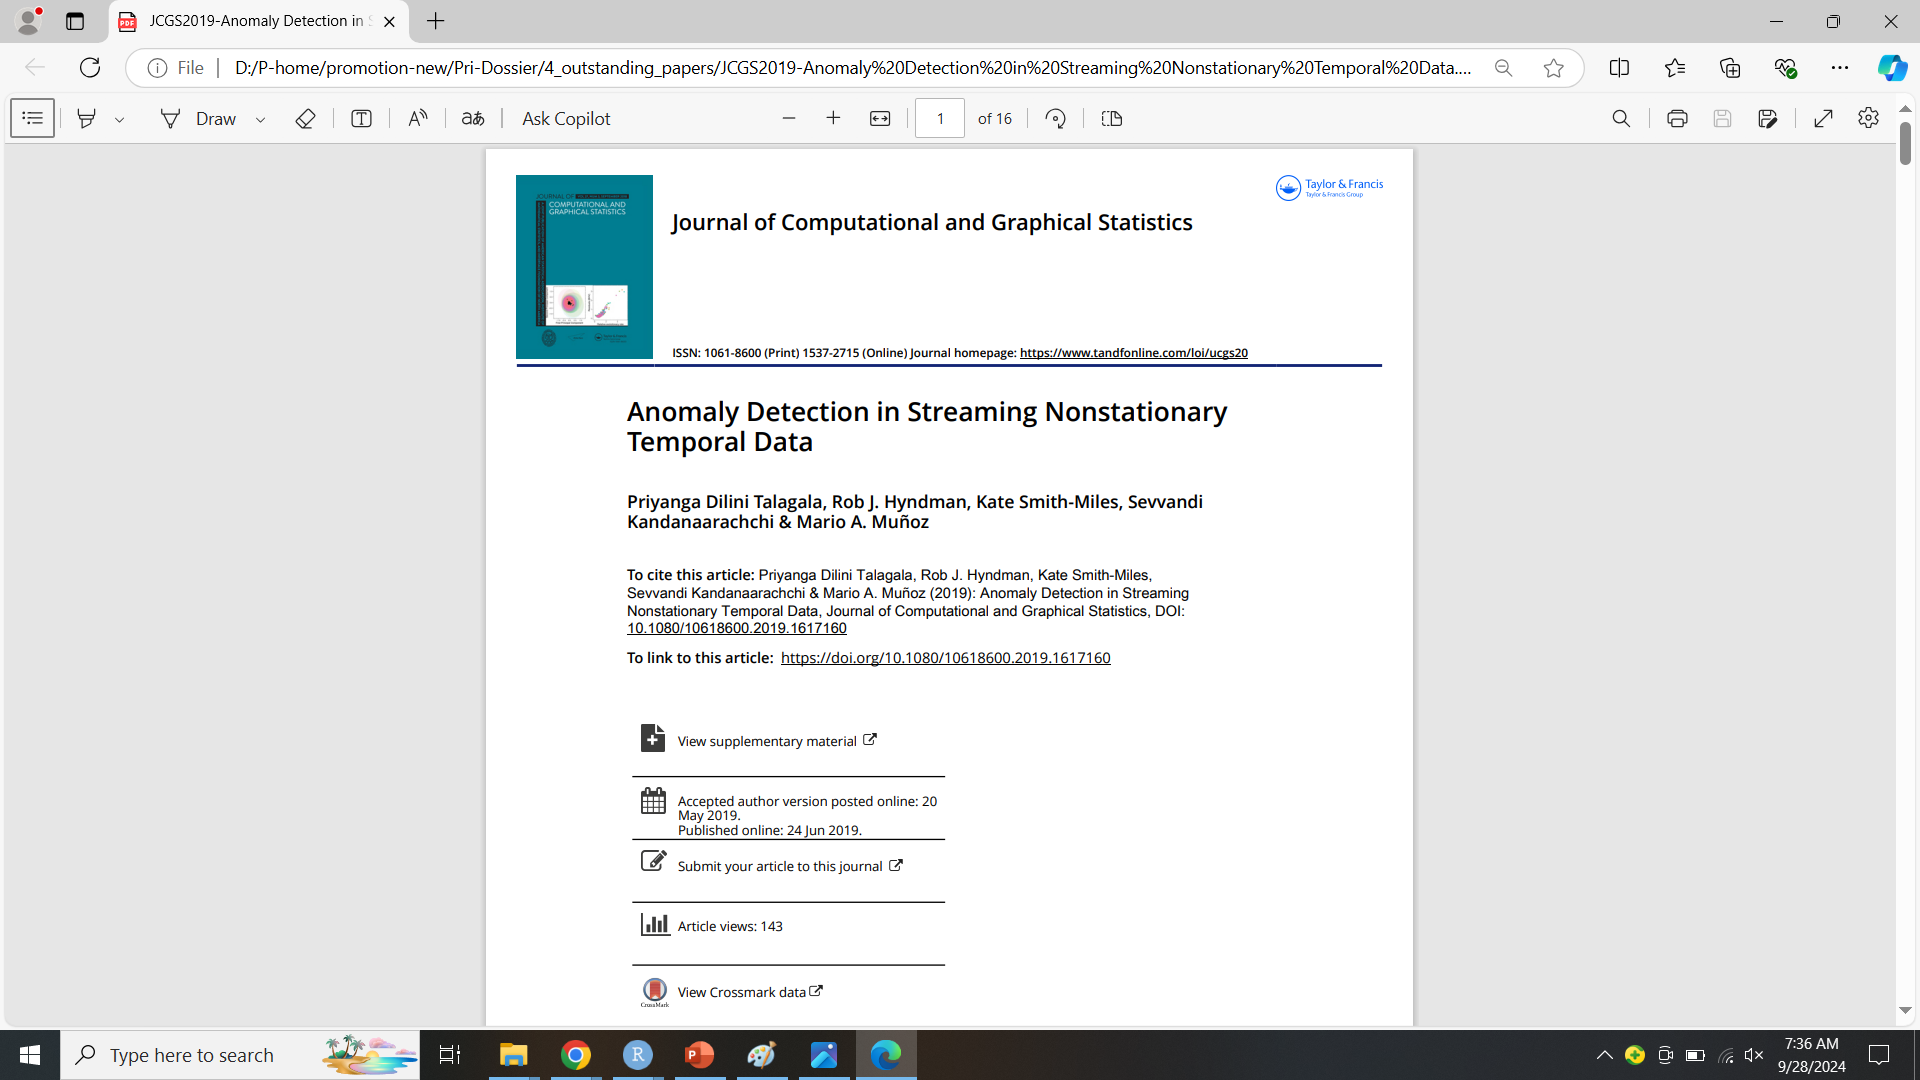 JCGS2019-Anomaly Detection in
File
D:/P-home/promotion-new/Pri-Dossier/4_outstanding_papers/JCGS2019-Anomaly%20Detection%20in%20Streaming%20Nonstationary%20Temporal%20Data....
Draw
Ask Copilot
1
of 16
COMPUTATIONAL AND
GRAPHICAL STATISTICS
Taylor & Francis
Taylor & Francis Group
Journal of Computational and Graphical Statistics
ISSN: 1061-8600 (Print) 1537-2715 (Online) Journal homepage: https://www.tandfonline.com/loi/ucgs20
Anomaly Detection in Streaming Nonstationary
Temporal Data
Priyanga Dilini Talagala, Rob J. Hyndman, Kate Smith-Miles, Sevvandi
Kandanaarachchi & Mario A. Muñoz
To cite this article: Priyanga Dilini Talagala, Rob J. Hyndman, Kate Smith-Miles,
Sevvandi Kandanaarachchi & Mario A. Muñoz (2019): Anomaly Detection in Streaming
Nonstationary Temporal Data, Journal of Computational and Graphical Statistics, DOI:
10.1080/10618600.2019.1617160
To link to this article: https://doi.org/10.1080/10618600.2019.1617160
View supplementary material
Accepted author version posted online: 20
May 2019.
Published online: 24 Jun 2019.
Submit your article to this journal
Article views: 143
View Crossmark data
CrossMark
Type here to search
7:36 AM
9/28/2024